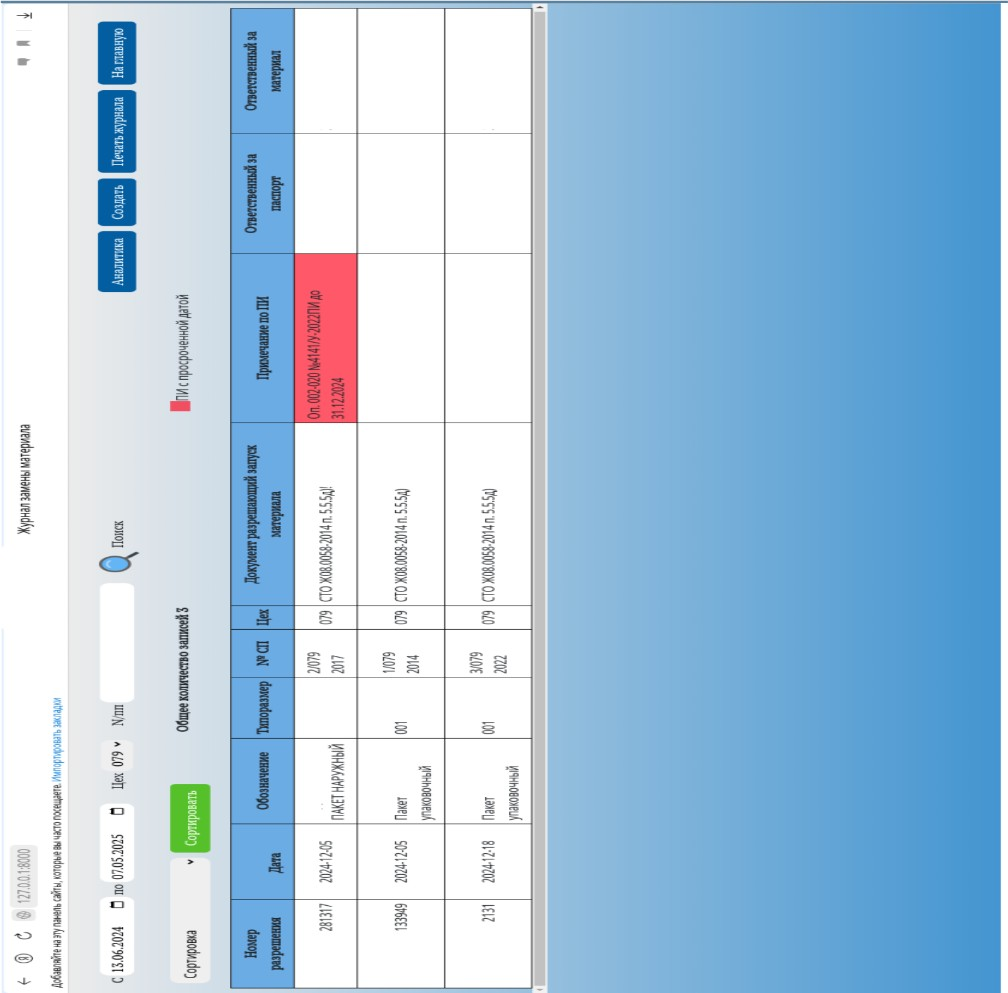 127.0.0.1:8000
Журнал замены материала
Добавляйте на эту панель сайты, которые вы часто посещаете. Импортировать закладки
С 13.06.2024 по 07.05.2025 Цех 079 N/пп Поиск
Аналитика Создать Печать журнала На главную
Сортировка Сортировать Общее количество записей 3 ПИ с просроченной датой
Номер разрешения
Дата
Обозначение
Типоразмер
№ СП
Цех
Документ разрешающий запуск материала
Примечание по ПИ
Ответственный за паспорт
Ответственный за материал
281317
2024-12-05
ПАКЕТ НАРУЖНЫЙ
2/079
2017
079
СТО Ж08.0058-2014 п. 5.5.5д)!
Оп. 002-020 №4141/У-2022ПИ до
31.12.2024
133949
2024-12-05
Пакет
упаковочный
001
1/079
2014
079
СТО Ж08.0058-2014 п. 5.5.5д)
2131
2024-12-18
Пакет
упаковочный
001
3/079
2022
079
СТО Ж08.0058-2014 п. 5.5.5д)